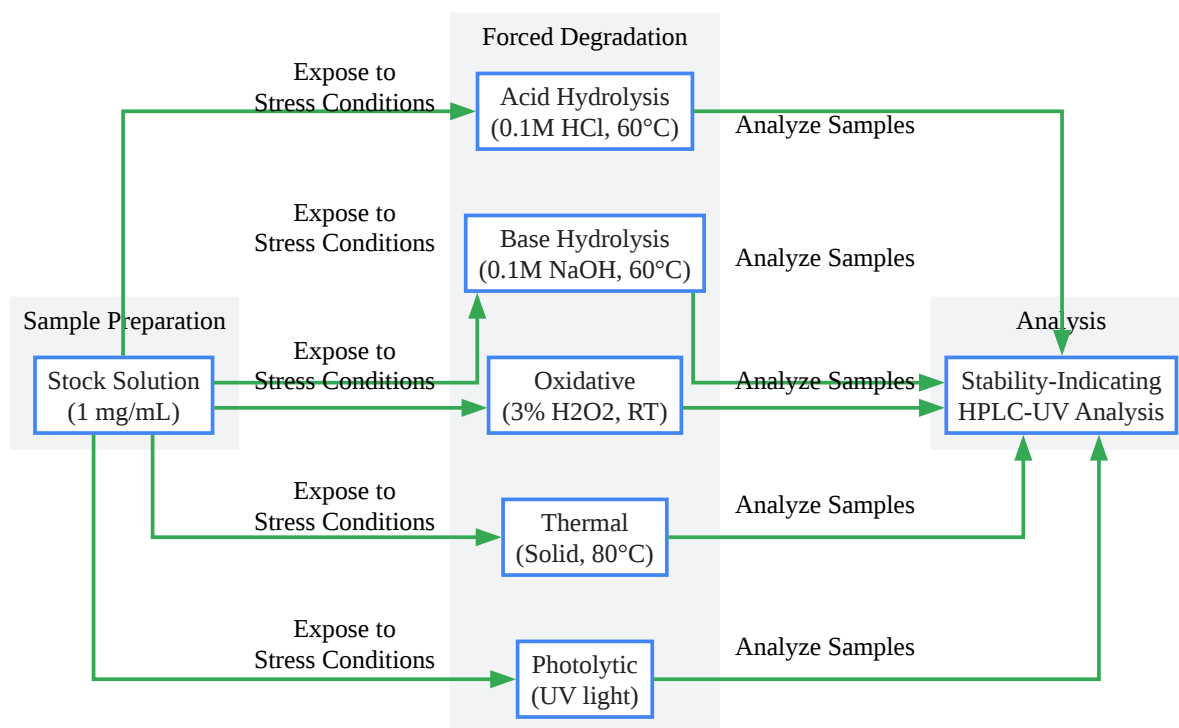 Forced Degradation
Expose to
Stress Conditions
Acid Hydrolysis
(0.1M HCl, 60°C)
Analyze Samples
Expose to
Stress Conditions
Base Hydrolysis
(0.1M NaOH, 60°C)
Analyze Samples
Sample Preparation
Analysis
Stock Solution
(1 mg/mL)
Expose to
Stress Conditions
Oxidative
(3% H2O2, RT)
Analyze Samples
Stability-Indicating
HPLC-UV Analysis
Expose to
Stress Conditions
Thermal
(Solid, 80°C)
Analyze Samples
Expose to
Stress Conditions
Photolytic
(UV light)
Analyze Samples